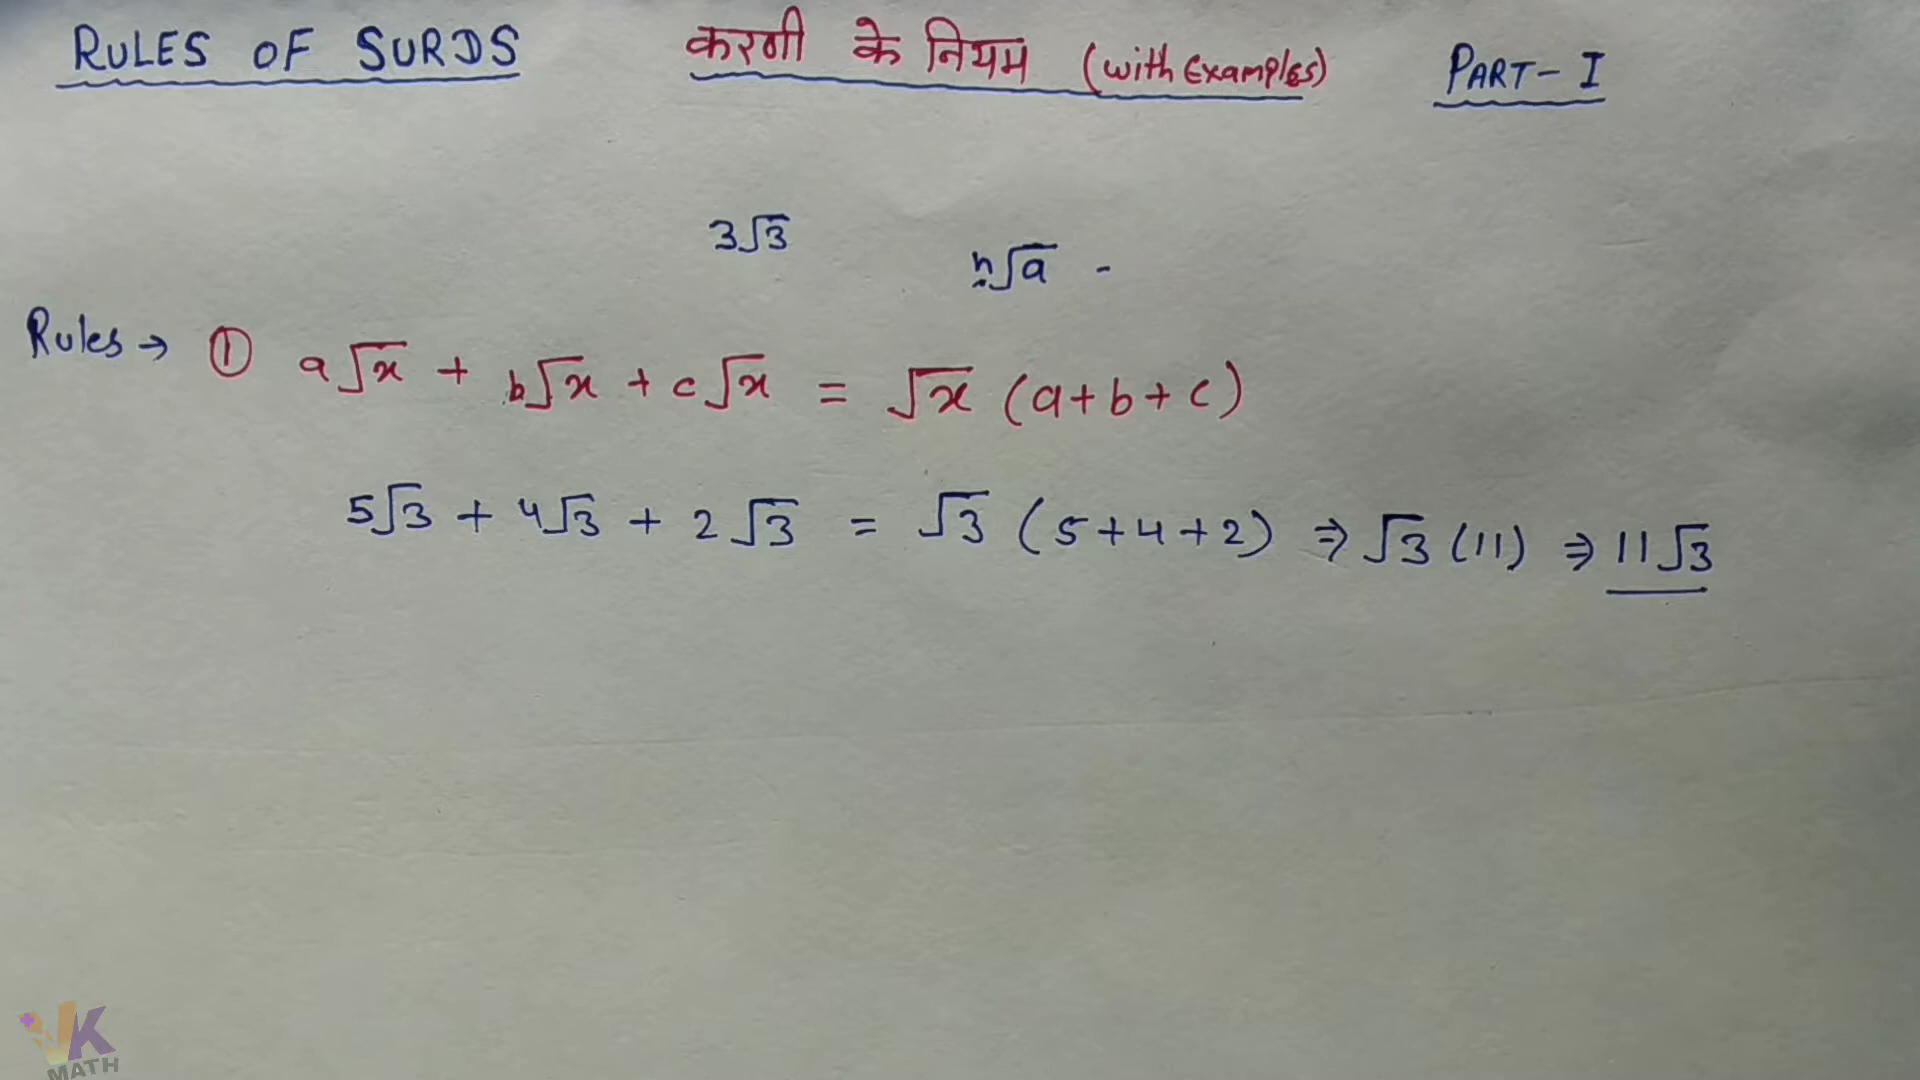 RULES OF SURDS करणी के नियम (with Examples) PART-I
3√3 n√a -
Rules → ① a√x + b√x + c√x = √x (a+b+c)
5√3 + 4√3 + 2√3 = √3 (5+4+2) ⇒ √3 (11) ⇒ 11√3
VK
MATH